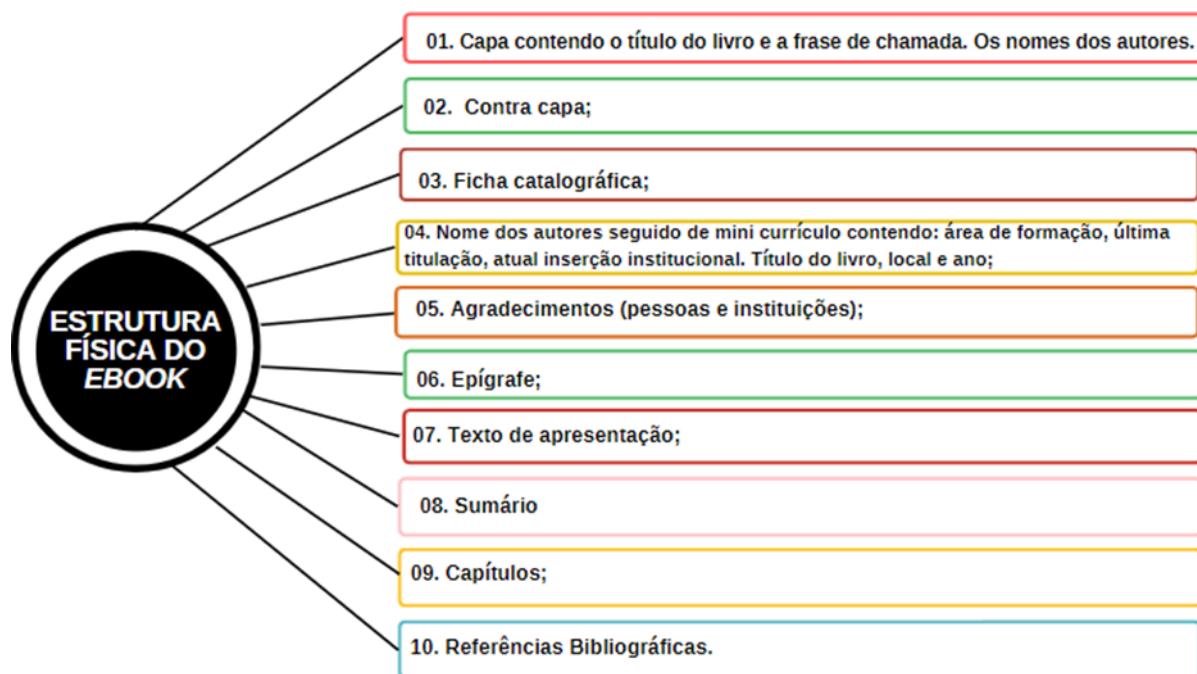 01. Capa contendo o título do livro e a frase de chamada. Os nomes dos autores.
02. Contra capa;
03. Ficha catalográfica;
04. Nome dos autores seguido de mini currículo contendo: área de formação, última
titulação, atual inserção institucional. Título do livro, local e ano;
ESTRUTURA
FÍSICA DO
EBOOK
05. Agradecimentos (pessoas e instituições);
06. Epígrafe;
07. Texto de apresentação;
08. Sumário
09. Capítulos;
10. Referências Bibliográficas.